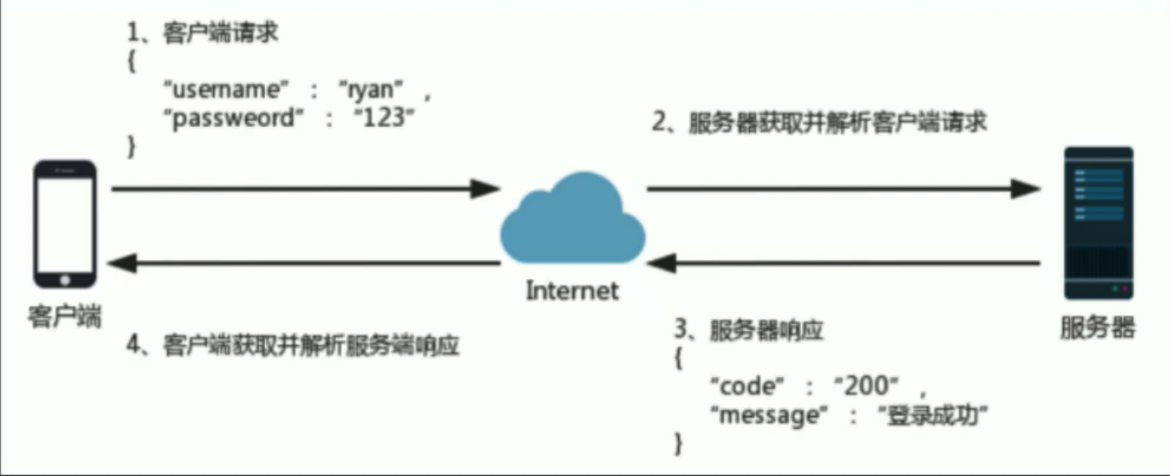 1、客户端请求
{
"username" : "ryan" ,
"passweord" : "123"
}
2、服务器获取并解析客户端请求
Internet
客户端
服务器
4、客户端获取并解析服务端响应
3、服务器响应
{
"code" : "200" ,
"message" : "登录成功"
}